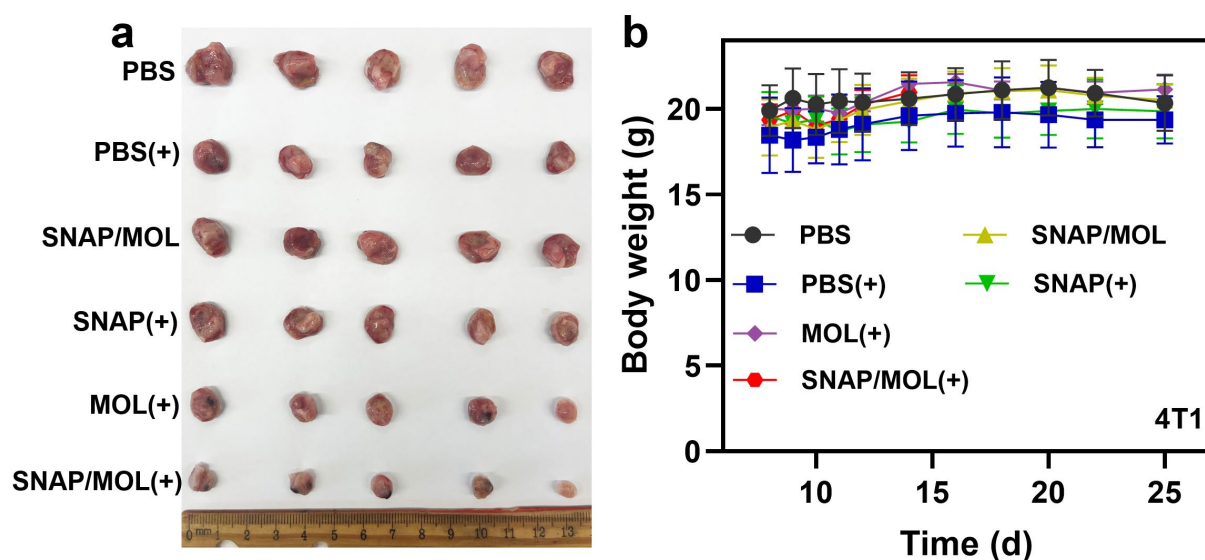 a
PBS
PBS(+)
SNAP/MOL
SNAP(+)
MOL(+)
SNAP/MOL(+)
0 mm 1 2 3 4 5 6 7 8 9 10 11 12 13
b
Body weight (g)
20
15
10
5
0
PBS
SNAP/MOL
PBS(+)
SNAP(+)
MOL(+)
SNAP/MOL(+)
4T1
10 15 20 25
Time (d)